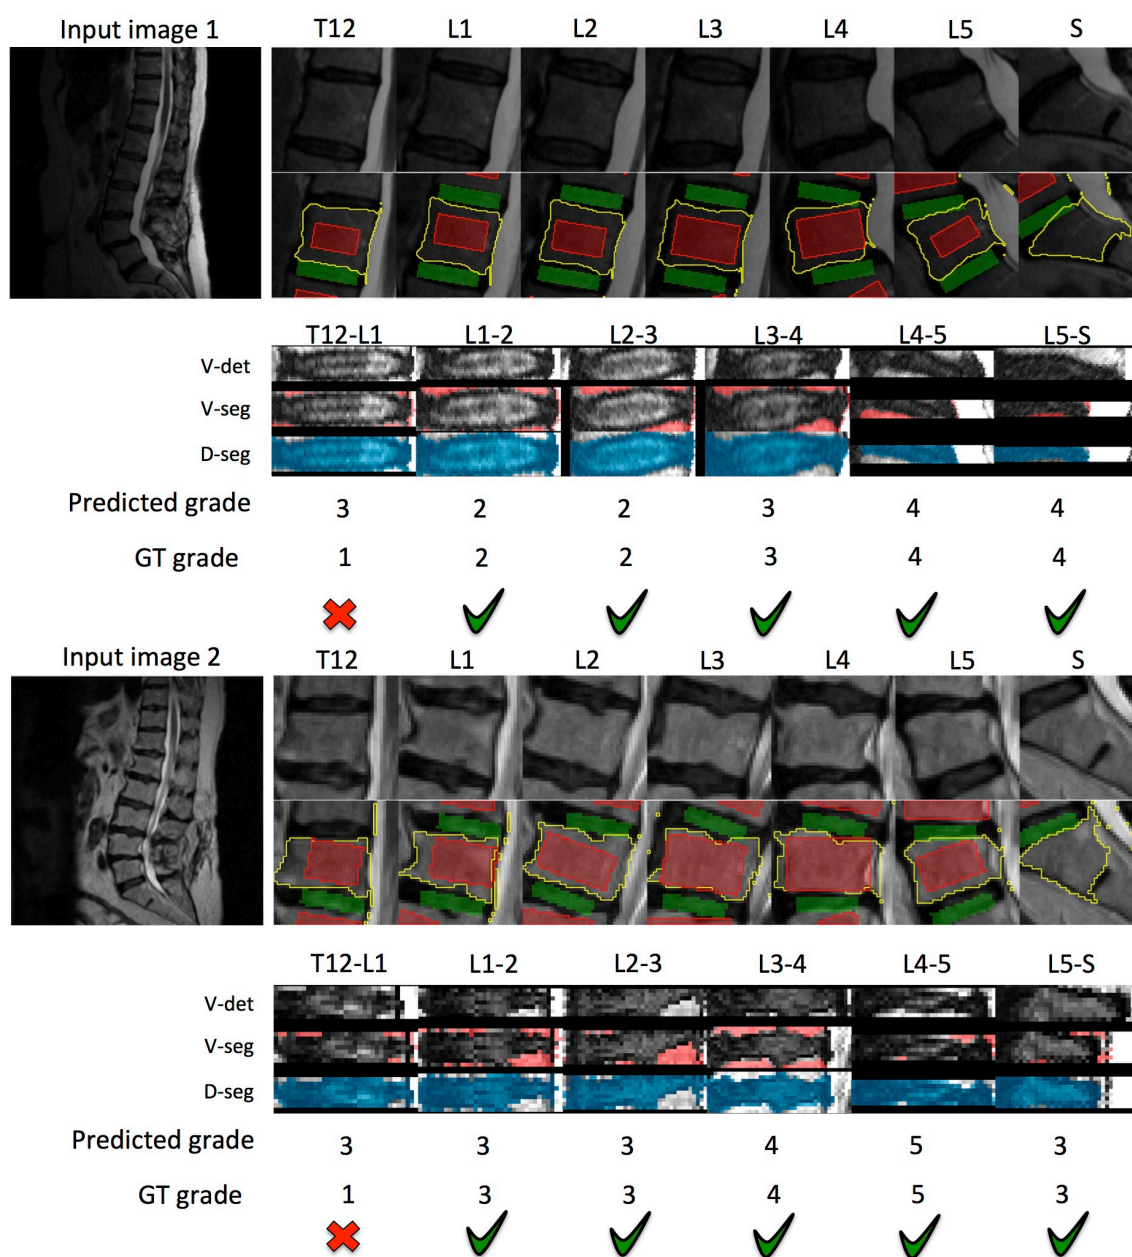 Input image 1 T12 L1 L2 L3 L4 L5 S
T12-L1 L1-2 L2-3 L3-4 L4-5 L5-S
V-det
V-seg
D-seg
Predicted grade 3 2 2 3 4 4
GT grade 1 2 2 3 4 4
Input image 2 T12 L1 L2 L3 L4 L5 S
T12-L1 L1-2 L2-3 L3-4 L4-5 L5-S
V-det
V-seg
D-seg
Predicted grade 3 3 3 4 5 3
GT grade 1 3 3 4 5 3